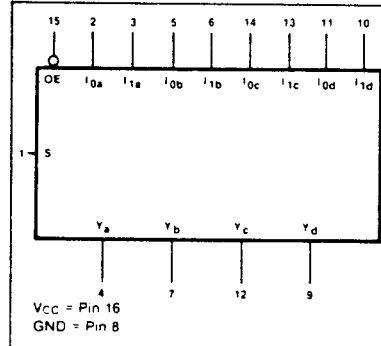 15 2 3 5 6 14 13 11 10
OE I0a I1a I0b I1b I0c I1c I0d I1d
1 S
Ya Yb Yc Yd
4 7 12 9
VCC = Pin 16
GND = Pin 8